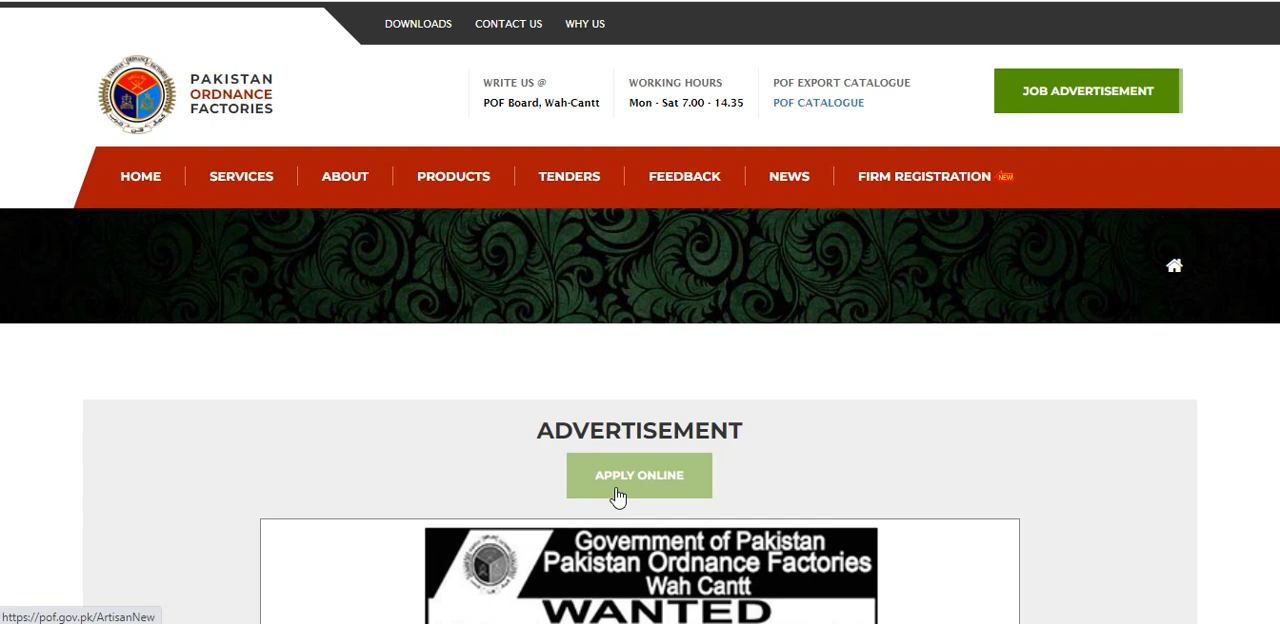 DOWNLOADS CONTACT US WHY US
PAKISTAN
ORDNANCE
FACTORIES
WRITE US @
POF Board, Wah-Cantt
WORKING HOURS
Mon - Sat 7.00 - 14.35
POF EXPORT CATALOGUE
POF CATALOGUE
JOB ADVERTISEMENT
HOME SERVICES ABOUT PRODUCTS TENDERS FEEDBACK NEWS FIRM REGISTRATION NEW
ADVERTISEMENT
APPLY ONLINE
Government of Pakistan
Pakistan Ordnance Factories
Wah Cantt
WANTED
https://pof.gov.pk/ArtisanNew